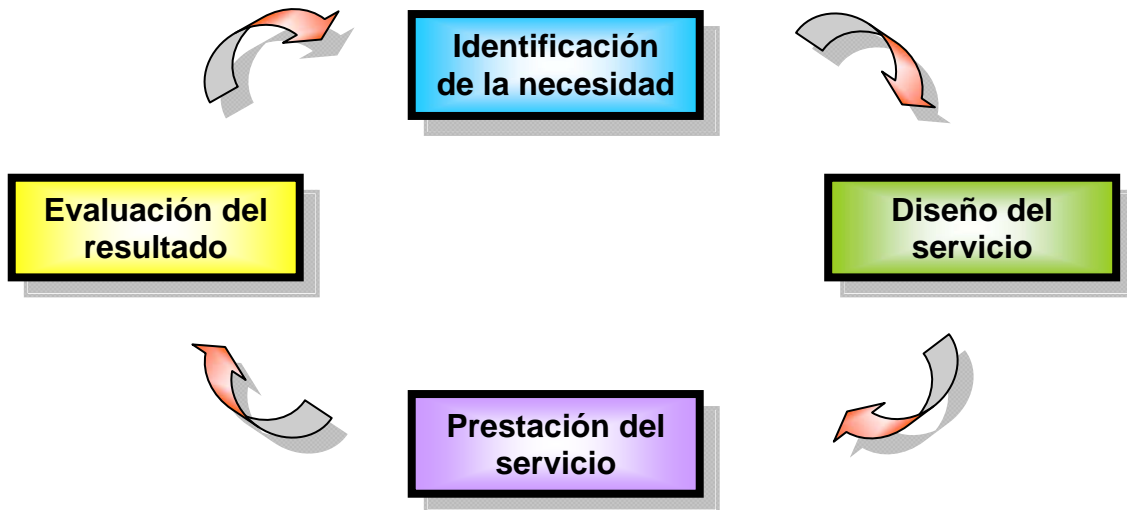 Identificación
de la necesidad
Evaluación del
resultado
Diseño del
servicio
Prestación del
servicio